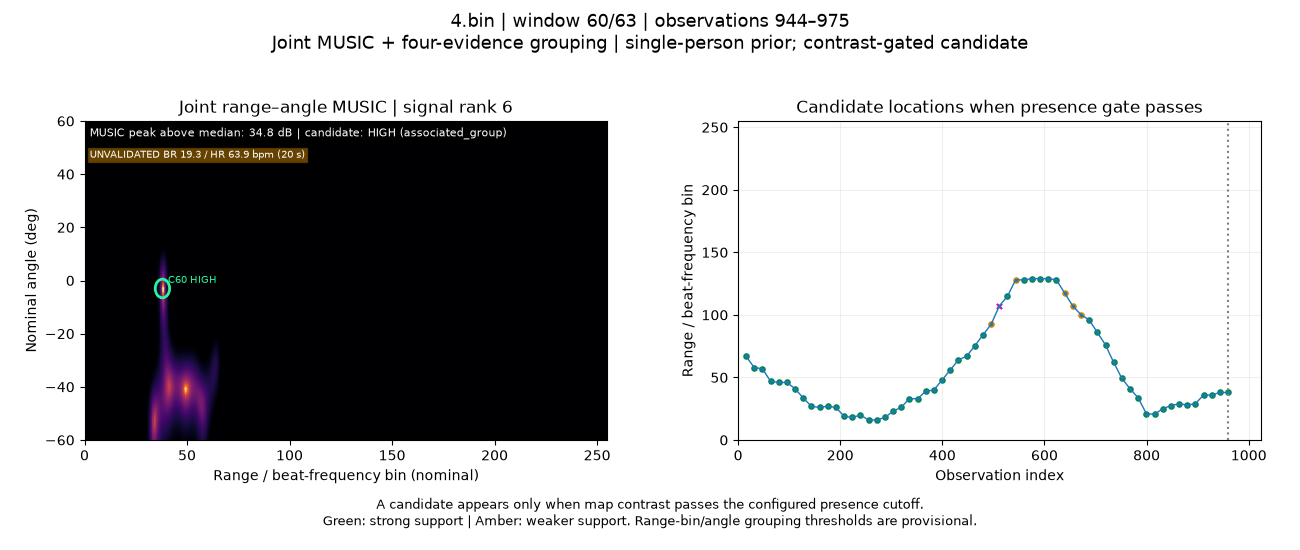 4.bin | window 60/63 | observations 944–975
Joint MUSIC + four-evidence grouping | single-person prior; contrast-gated candidate
Joint range–angle MUSIC | signal rank 6
MUSIC peak above median: 34.8 dB | candidate: HIGH (associated_group)
UNVALIDATED BR 19.3 / HR 63.9 bpm (20 s)
C60 HIGH
Nominal angle (deg)
60
40
20
0
−20
−40
−60
0
50
100
150
200
250
Range / beat-frequency bin (nominal)
Candidate locations when presence gate passes
Range / beat-frequency bin
250
200
150
100
50
0
0
200
400
600
800
1000
Observation index
A candidate appears only when map contrast passes the configured presence cutoff.
Green: strong support | Amber: weaker support. Range-bin/angle grouping thresholds are provisional.